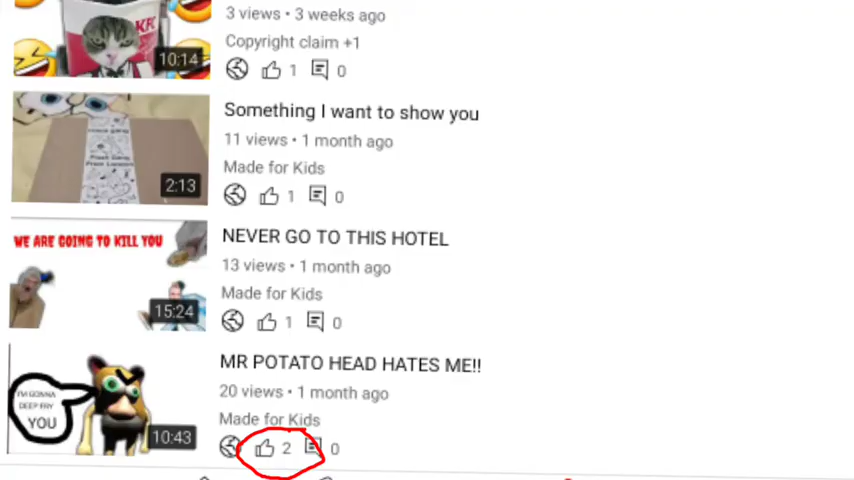 3 views • 3 weeks ago
KFC
10:14
Copyright claim +1
1 0
Something I want to show you
11 views • 1 month ago
Made for Kids
2:13
1 0
NEVER GO TO THIS HOTEL
WE ARE GOING TO KILL YOU
13 views • 1 month ago
Made for Kids
15:24
1 0
MR POTATO HEAD HATES ME!!
20 views • 1 month ago
I'M GONNA
DEEP FRY
YOU
Made for Kids
10:43
2 0